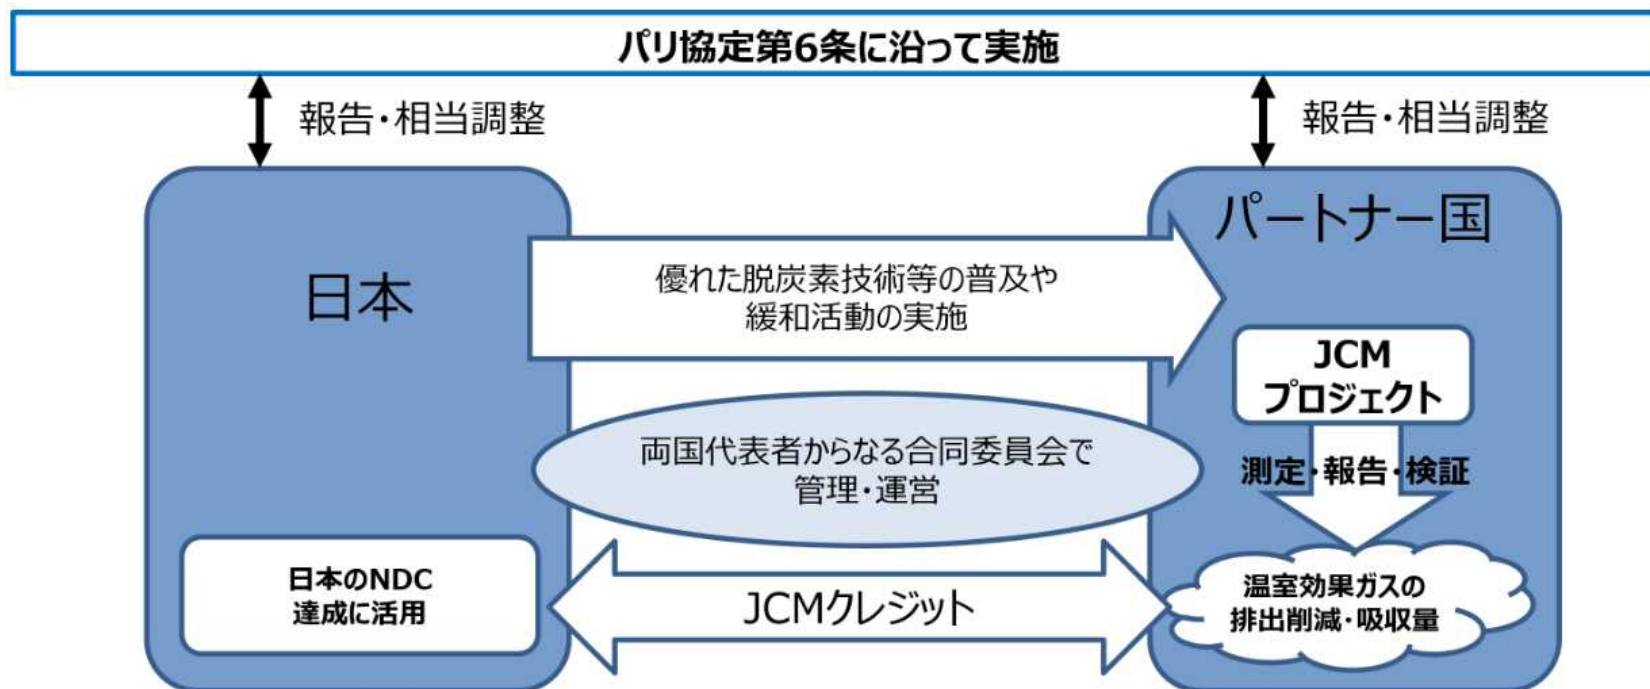 パリ協定第6条に沿って実施
報告・相当調整
報告・相当調整
日本
パートナー国
優れた脱炭素技術等の普及や
緩和活動の実施
JCM
プロジェクト
両国代表者からなる合同委員会で
管理・運営
測定・報告・検証
日本のNDC
達成に活用
JCMクレジット
温室効果ガスの
排出削減・吸収量